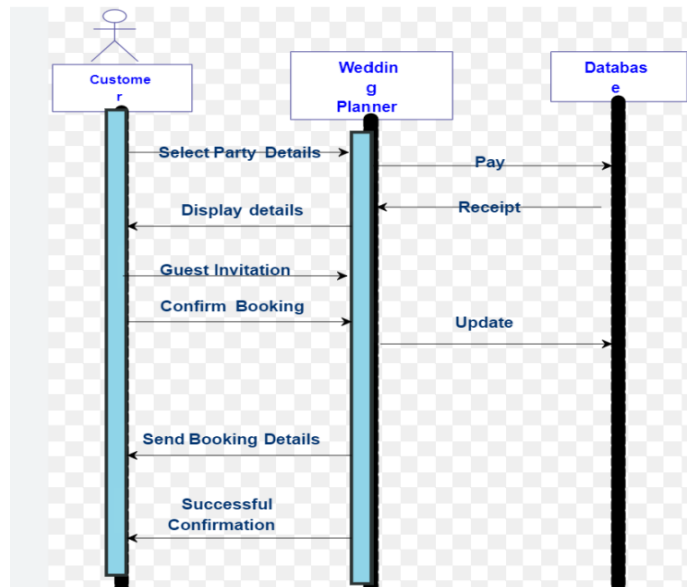 Custome
r
Weddin
g
Planner
Databas
e
Select Party Details
Pay
Receipt
Display details
Guest Invitation
Confirm Booking
Update
Send Booking Details
Successful
Confirmation